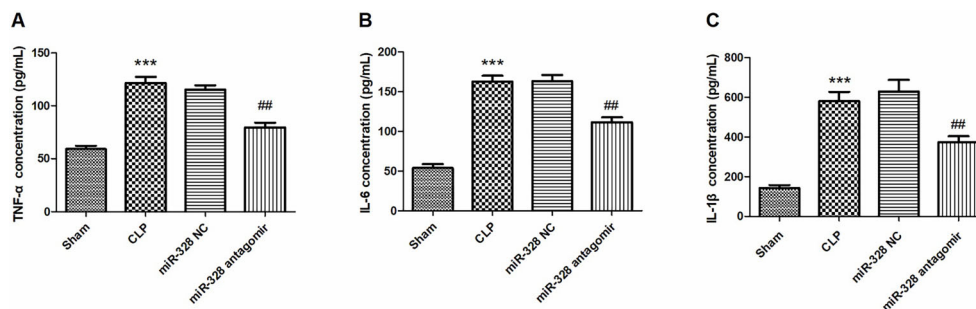 A
TNF-α concentration (pg/mL)
150
100
50
0
***
##
Sham
CLP
miR-328 NC
miR-328 antagomir
B
IL-6 concentration (pg/mL)
200
150
100
50
0
***
##
Sham
CLP
miR-328 NC
miR-328 antagomir
C
IL-1β concentration (pg/mL)
800
600
400
200
0
***
##
Sham
CLP
miR-328 NC
miR-328 antagomir